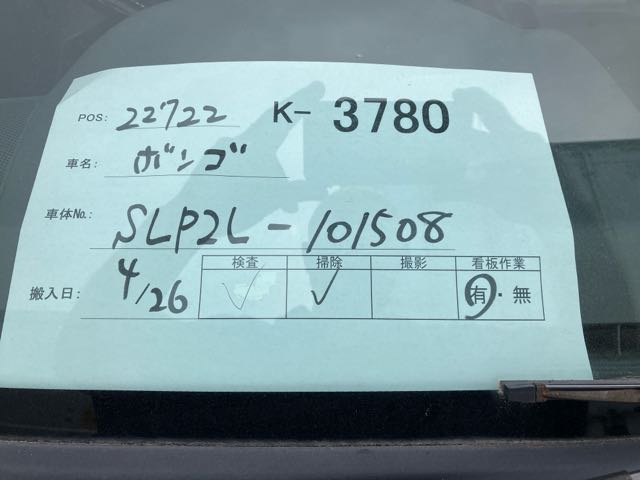 POS: 22722 K- 3780
車名: ボンゴ
車体No.: SLP2L-101508
検査 掃除 撮影 看板作業
搬入日: 4/26 ✓ ✓ 有・無